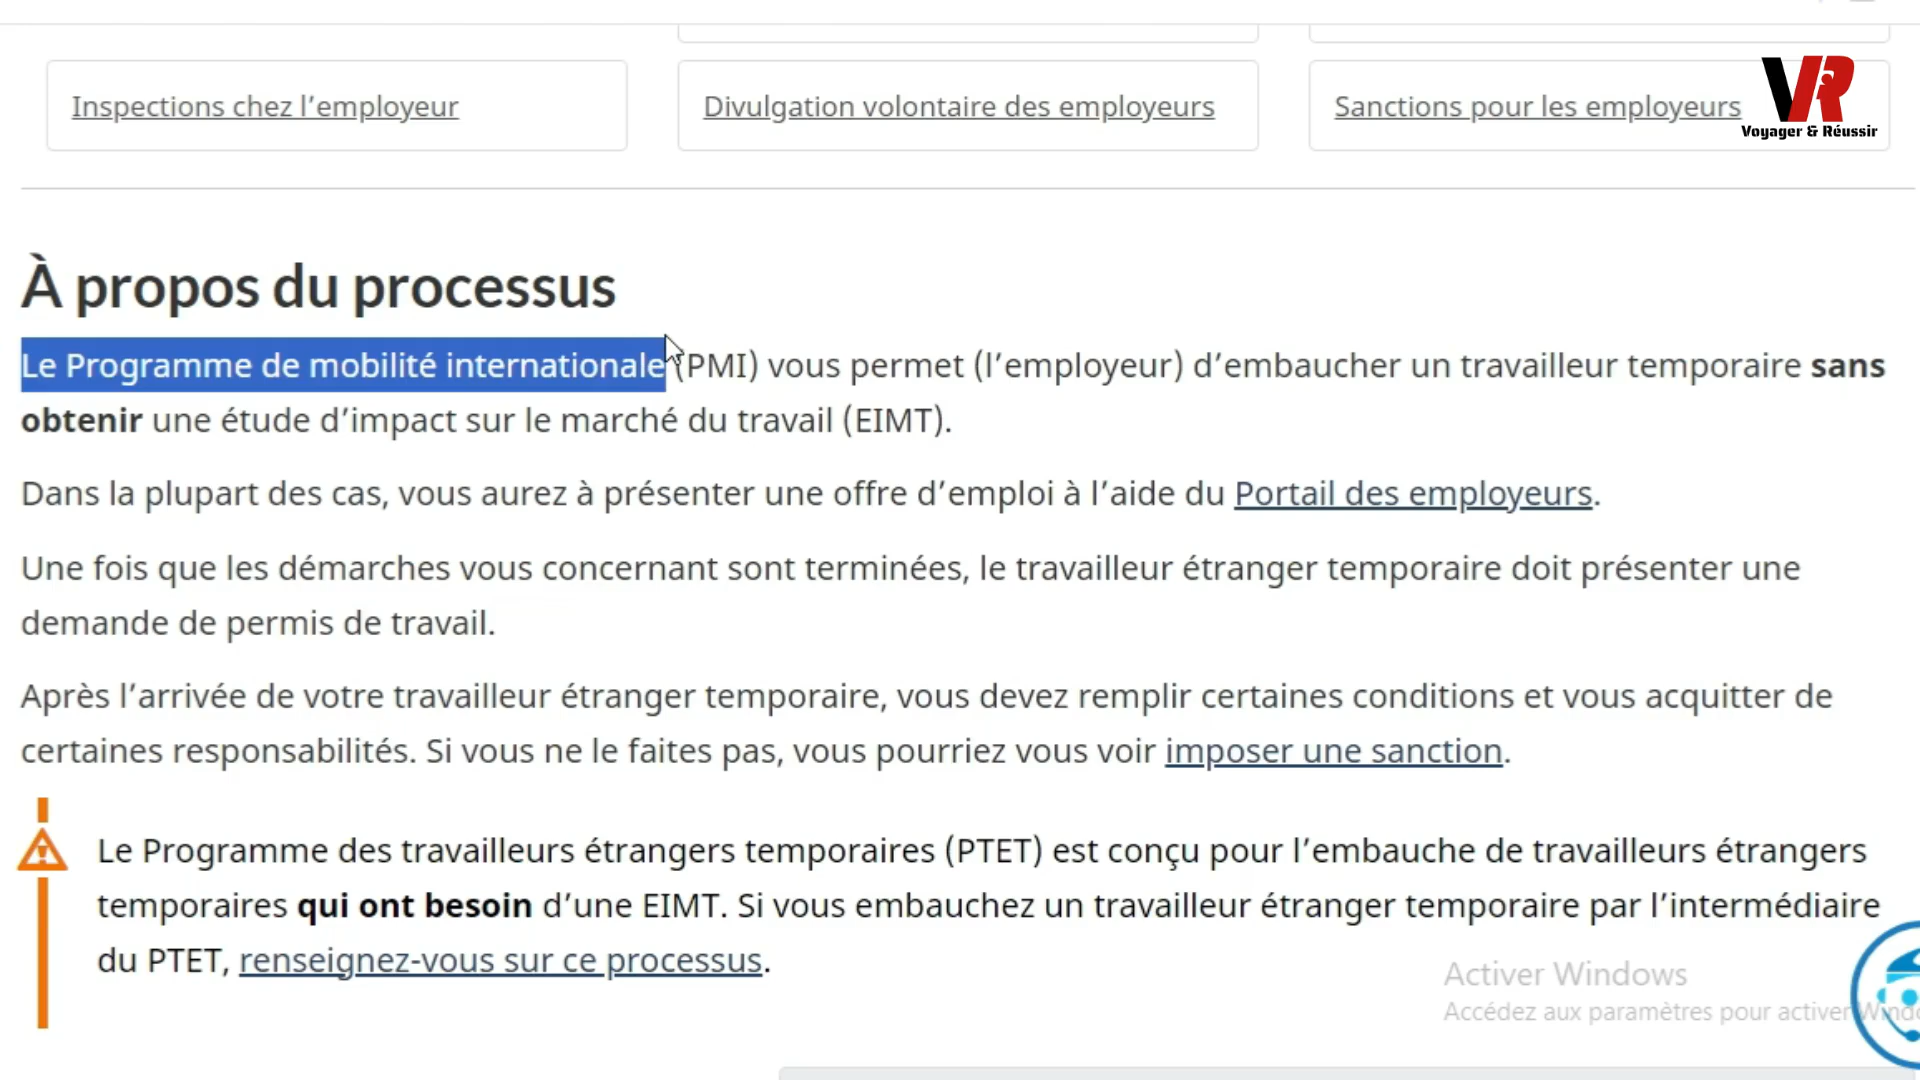 Inspections chez l’employeur
Divulgation volontaire des employeurs
Sanctions pour les employeurs
VR
Voyager & Réussir
À propos du processus
Le Programme de mobilité internationale (PMI) vous permet (l’employeur) d’embaucher un travailleur temporaire sans
obtenir une étude d’impact sur le marché du travail (EIMT).
Dans la plupart des cas, vous aurez à présenter une offre d’emploi à l’aide du Portail des employeurs.
Une fois que les démarches vous concernant sont terminées, le travailleur étranger temporaire doit présenter une
demande de permis de travail.
Après l’arrivée de votre travailleur étranger temporaire, vous devez remplir certaines conditions et vous acquitter de
certaines responsabilités. Si vous ne le faites pas, vous pourriez vous voir imposer une sanction.
Le Programme des travailleurs étrangers temporaires (PTET) est conçu pour l’embauche de travailleurs étrangers
temporaires qui ont besoin d’une EIMT. Si vous embauchez un travailleur étranger temporaire par l’intermédiaire
du PTET, renseignez-vous sur ce processus.
Activer Windows
Accédez aux paramètres pour activer